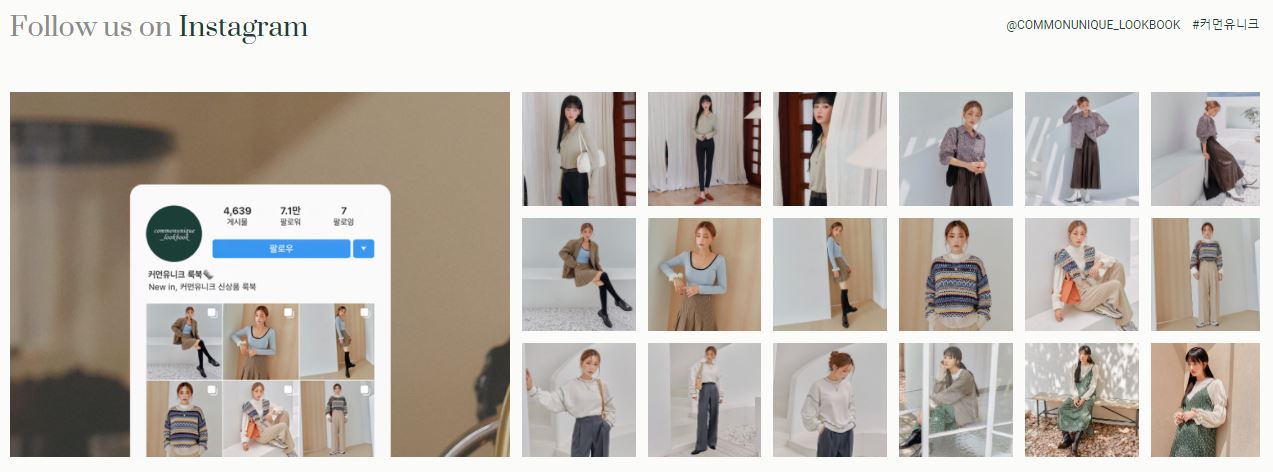 Follow us on Instagram
@COMMONUNIQUE_LOOKBOOK #커먼유니크
4,639 7.1만 7
게시물 팔로워 팔로잉
communique
_lookbook
팔로우
커먼유니크 룩북
New in, 커먼유니크 신상품 룩북